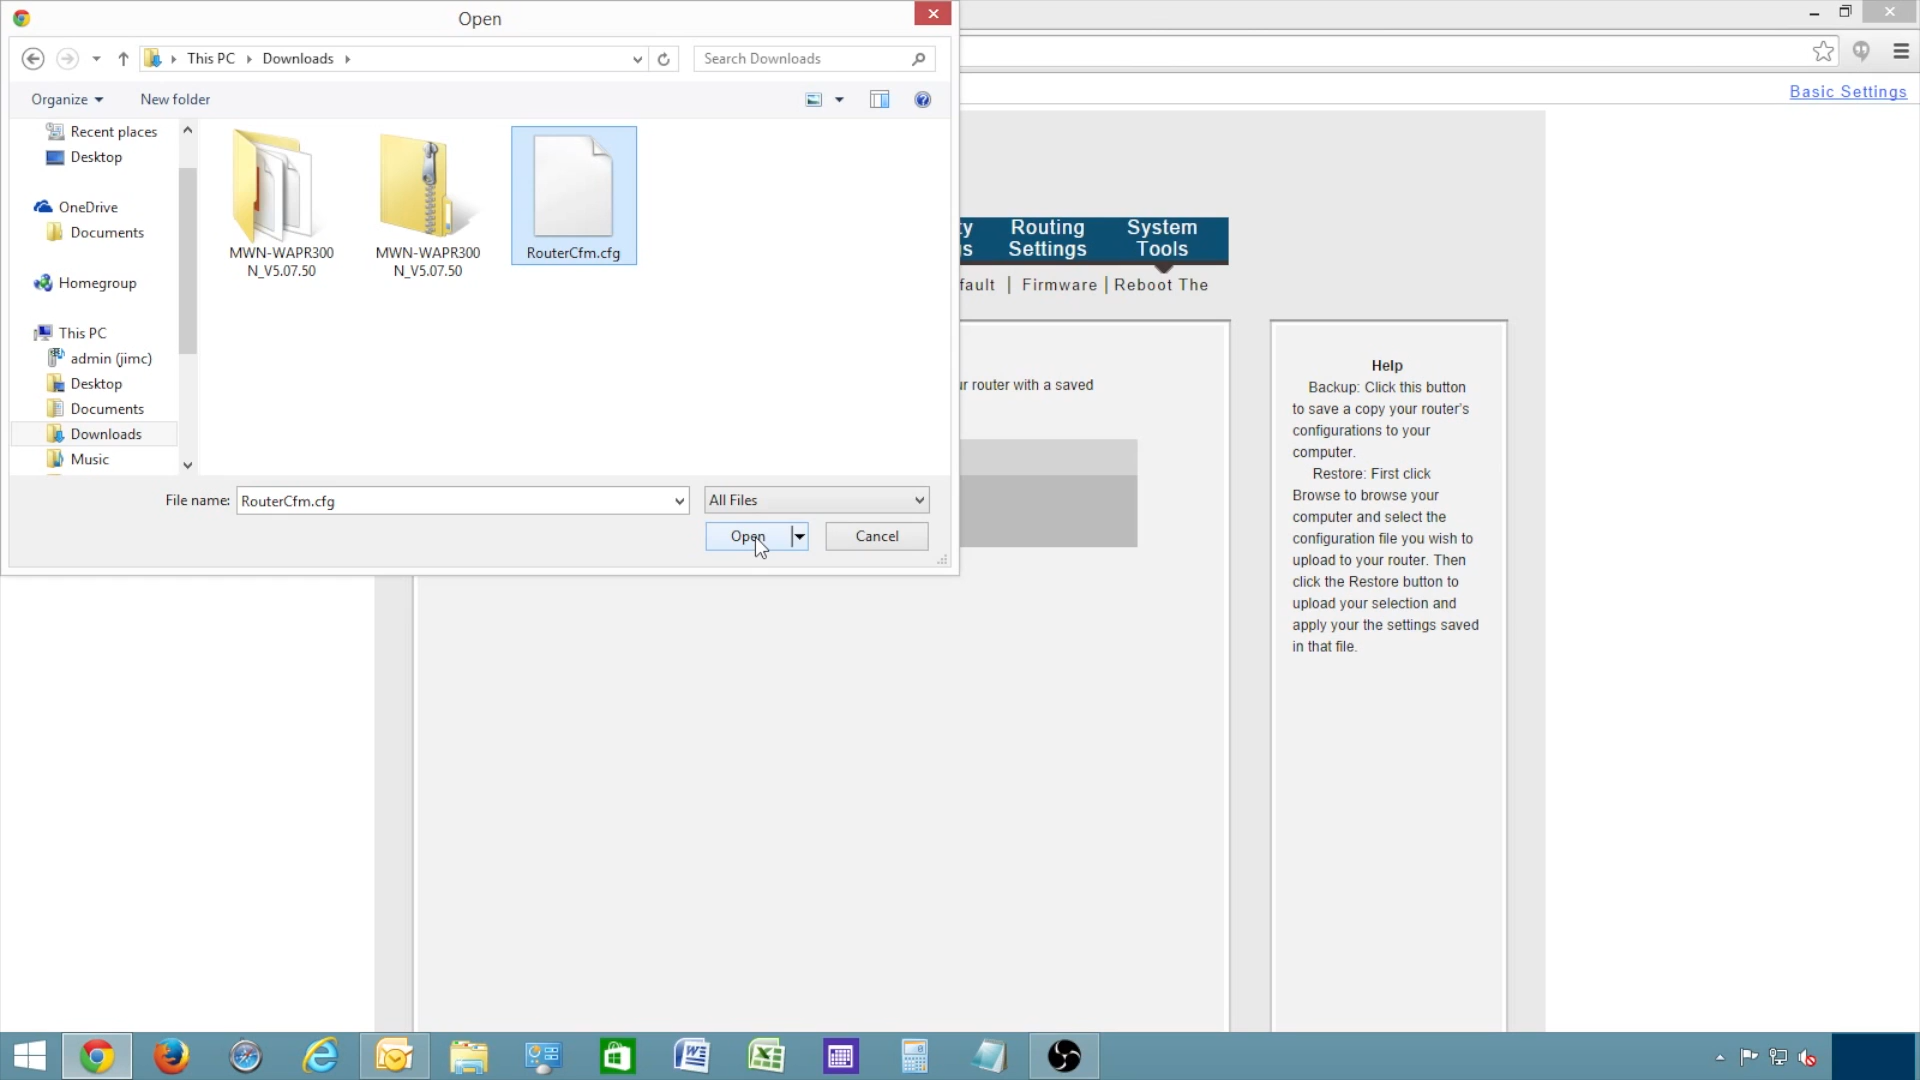 Open
This PC
Downloads
Search Downloads
Organize
New folder
Basic Settings
Recent places
Desktop
OneDrive
Documents
Homegroup
This PC
admin (jimc)
Desktop
Documents
Downloads
Music
MWN-WAPR300
N_V5.07.50
MWN-WAPR300
N_V5.07.50
RouterCfm.cfg
File name:
RouterCfm.cfg
All Files
Open
Cancel
Routing
Settings
System
Tools
fault | Firmware | Reboot The
router with a saved
Help
Backup: Click this button
to save a copy your router's
configurations to your
computer.
Restore: First click
Browse to browse your
computer and select the
configuration file you wish to
upload to your router. Then
click the Restore button to
upload your selection and
apply your the settings saved
in that file.